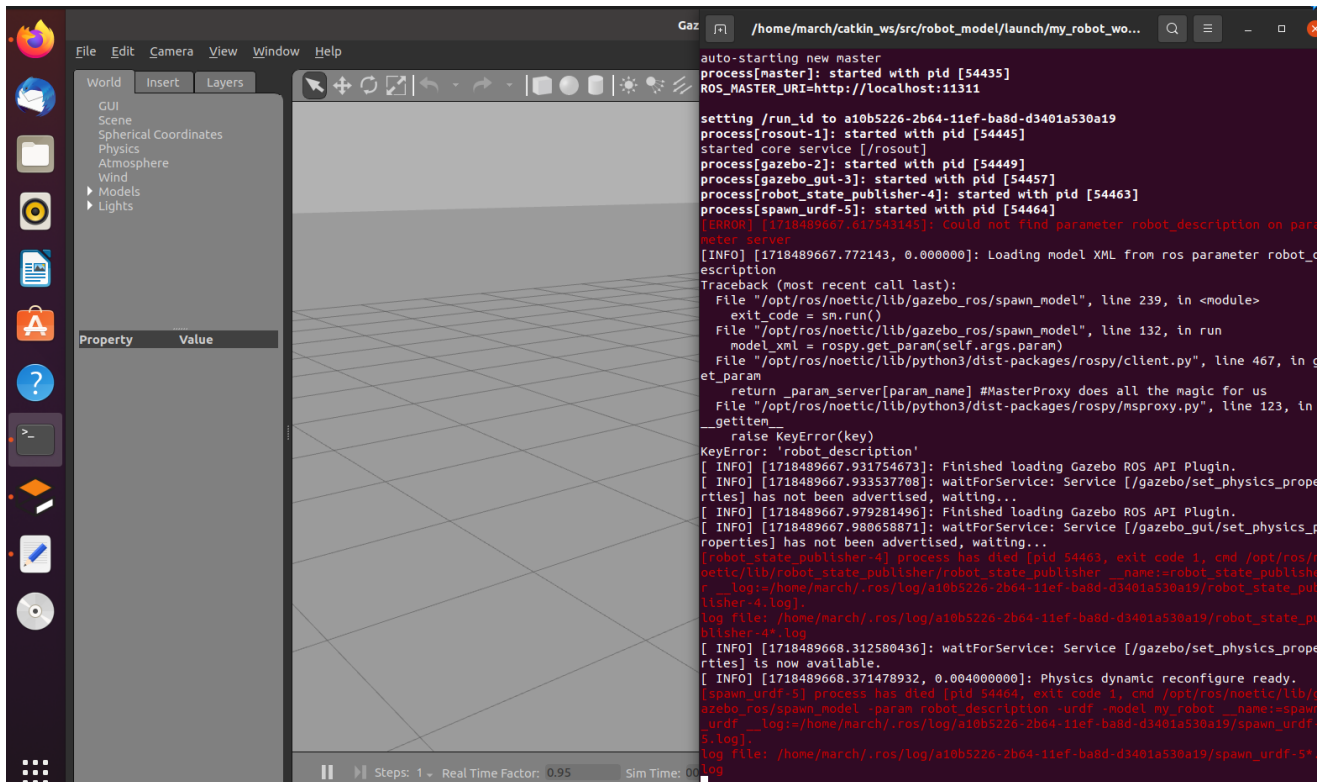 Gaz
/home/march/catkin_ws/src/robot_model/launch/my_robot_wo...
File Edit Camera View Window Help
World Insert Layers
GUI
Scene
Spherical Coordinates
Physics
Atmosphere
Wind
Models
Lights
Property Value
Steps: 1 Real Time Factor: 0.95 Sim Time: 00
auto-starting new master
process[master]: started with pid [54435]
ROS_MASTER_URI=http://localhost:11311
setting /run_id to a10b5226-2b64-11ef-ba8d-d3401a530a19
process[rosout-1]: started with pid [54445]
started core service [/rosout]
process[gazebo-2]: started with pid [54449]
process[gazebo_gui-3]: started with pid [54457]
process[robot_state_publisher-4]: started with pid [54463]
process[spawn_urdf-5]: started with pid [54464]
[ERROR] [1718489667.617543145]: Could not find parameter robot_description on para
meter server
[INFO] [1718489667.772143, 0.000000]: Loading model XML from ros parameter robot_d
escription
Traceback (most recent call last):
File "/opt/ros/noetic/lib/gazebo_ros/spawn_model", line 239, in <module>
exit_code = sm.run()
File "/opt/ros/noetic/lib/gazebo_ros/spawn_model", line 132, in run
model_xml = rospy.get_param(self.args.param)
File "/opt/ros/noetic/lib/python3/dist-packages/rospy/client.py", line 467, in g
et_param
return _param_server[param_name] #MasterProxy does all the magic for us
File "/opt/ros/noetic/lib/python3/dist-packages/rospy/msproxy.py", line 123, in
__getitem__
raise KeyError(key)
KeyError: 'robot_description'
[ INFO] [1718489667.931754673]: Finished loading Gazebo ROS API Plugin.
[ INFO] [1718489667.933537708]: waitForService: Service [/gazebo/set_physics_prope
rties] has not been advertised, waiting...
[ INFO] [1718489667.979281496]: Finished loading Gazebo ROS API Plugin.
[ INFO] [1718489667.980658871]: waitForService: Service [/gazebo_gui/set_physics_p
roperties] has not been advertised, waiting...
[robot_state_publisher-4] process has died [pid 54463, exit code 1, cmd /opt/ros/n
oetic/lib/robot_state_publisher/robot_state_publisher __name:=robot_state_publishe
r __log:=/home/march/.ros/log/a10b5226-2b64-11ef-ba8d-d3401a530a19/robot_state_pub
lisher-4.log].
log file: /home/march/.ros/log/a10b5226-2b64-11ef-ba8d-d3401a530a19/robot_state_pu
blisher-4*.log
[ INFO] [1718489668.312580436]: waitForService: Service [/gazebo/set_physics_prope
rties] is now available.
[ INFO] [1718489668.371478932, 0.004000000]: Physics dynamic reconfigure ready.
[spawn_urdf-5] process has died [pid 54464, exit code 1, cmd /opt/ros/noetic/lib/g
azebo_ros/spawn_model -param robot_description -urdf -model my_robot __name:=spawn
_urdf __log:=/home/march/.ros/log/a10b5226-2b64-11ef-ba8d-d3401a530a19/spawn_urdf-
5.log].
log file: /home/march/.ros/log/a10b5226-2b64-11ef-ba8d-d3401a530a19/spawn_urdf-5*.
log